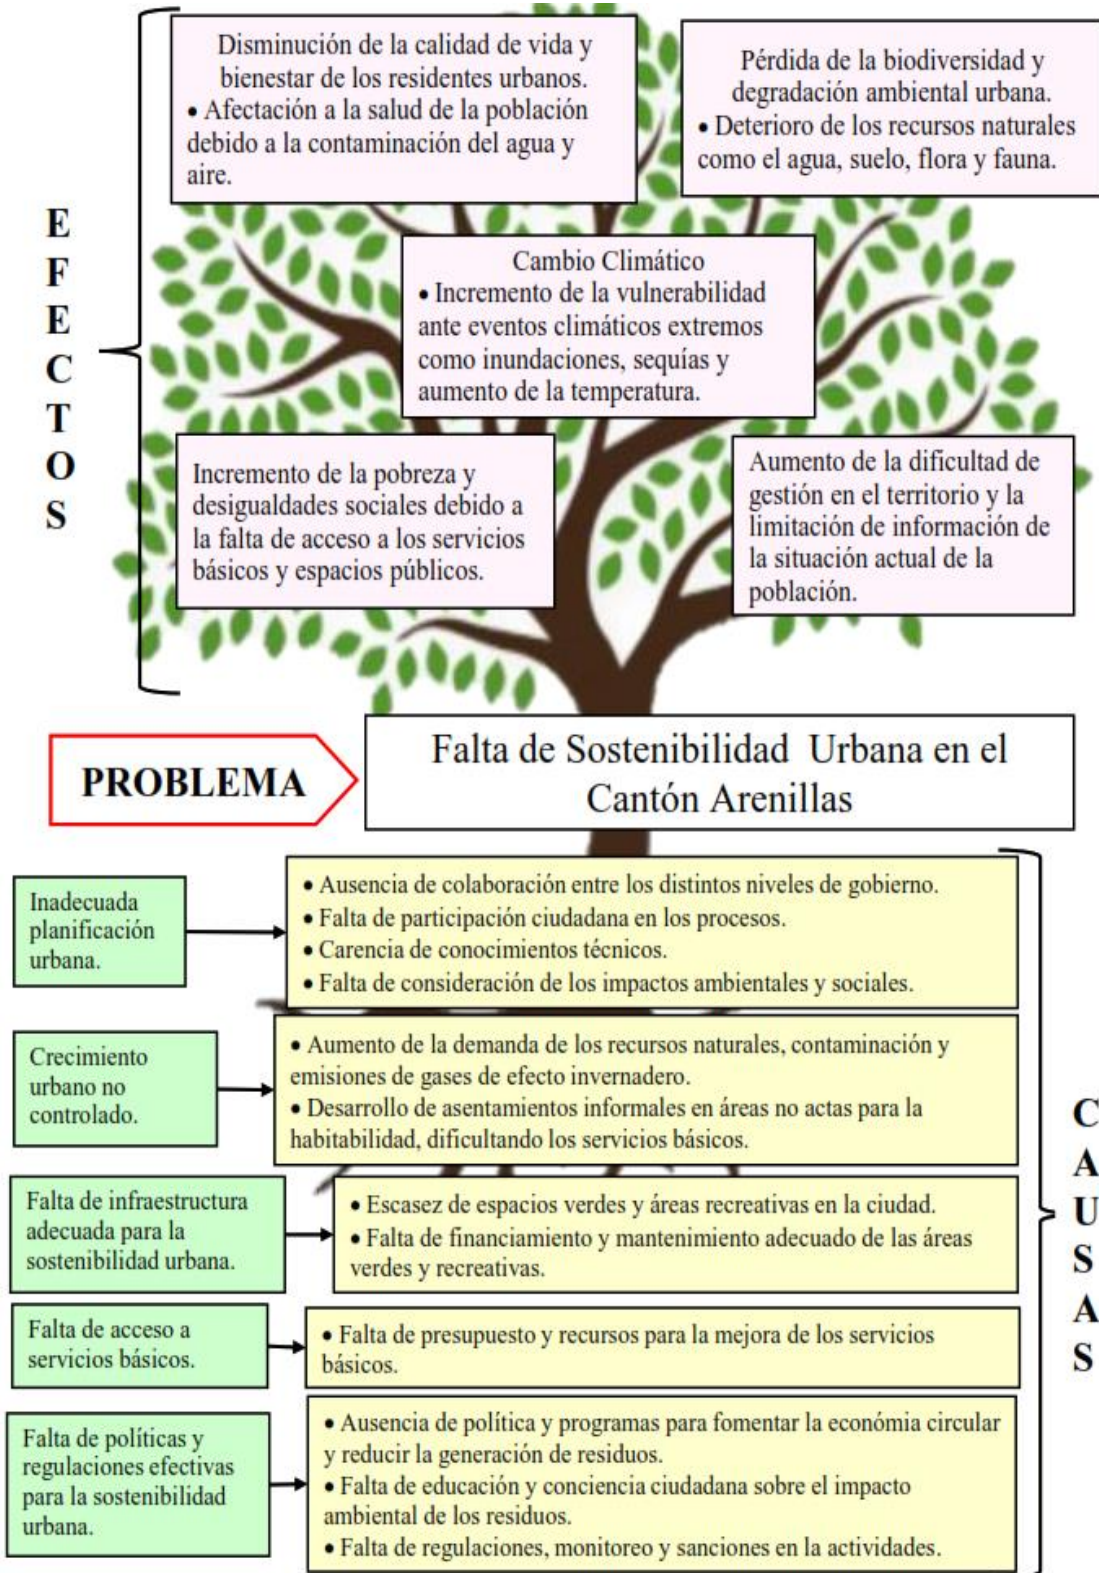 Disminución de la calidad de vida y
bienestar de los residentes urbanos.
• Afectación a la salud de la población
debido a la contaminación del agua y
aire.
Pérdida de la biodiversidad y
degradación ambiental urbana.
• Deterioro de los recursos naturales
como el agua, suelo, flora y fauna.
EFECTOS
Cambio Climático
• Incremento de la vulnerabilidad
ante eventos climáticos extremos
como inundaciones, sequías y
aumento de la temperatura.
Incremento de la pobreza y
desigualdades sociales debido a
la falta de acceso a los servicios
básicos y espacios públicos.
Aumento de la dificultad de
gestión en el territorio y la
limitación de información de
la situación actual de la
población.
PROBLEMA
Falta de Sostenibilidad Urbana en el
Cantón Arenillas
Inadecuada
planificación
urbana.
• Ausencia de colaboración entre los distintos niveles de gobierno.
• Falta de participación ciudadana en los procesos.
• Carencia de conocimientos técnicos.
• Falta de consideración de los impactos ambientales y sociales.
Crecimiento
urbano no
controlado.
• Aumento de la demanda de los recursos naturales, contaminación y
emisiones de gases de efecto invernadero.
• Desarrollo de asentamientos informales en áreas no actas para la
habitabilidad, dificultando los servicios básicos.
CAUSAS
Falta de infraestructura
adecuada para la
sostenibilidad urbana.
• Escasez de espacios verdes y áreas recreativas en la ciudad.
• Falta de financiamiento y mantenimiento adecuado de las áreas
verdes y recreativas.
Falta de acceso a
servicios básicos.
• Falta de presupuesto y recursos para la mejora de los servicios
básicos.
Falta de políticas y
regulaciones efectivas
para la sostenibilidad
urbana.
• Ausencia de política y programas para fomentar la económia circular
y reducir la generación de residuos.
• Falta de educación y conciencia ciudadana sobre el impacto
ambiental de los residuos.
• Falta de regulaciones, monitoreo y sanciones en la actividades.